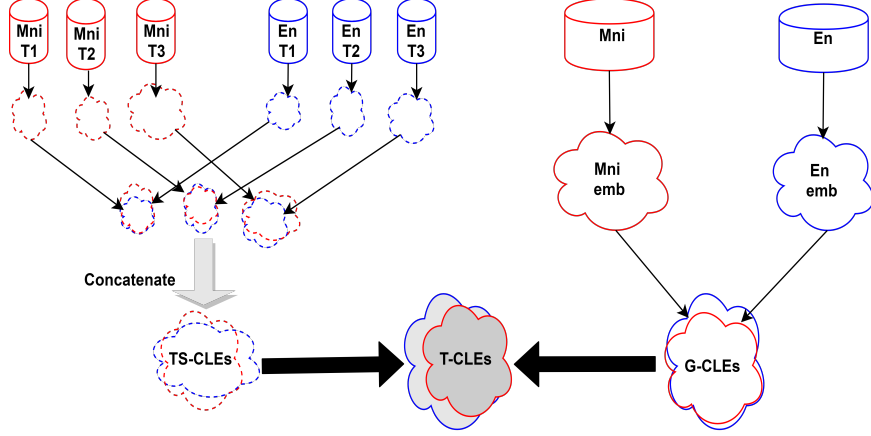 Mni
T1
Mni
T2
Mni
T3
En
T1
En
T2
En
T3
Mni
En
Mni
emb
En
emb
Concatenate
TS-CLEs
T-CLEs
G-CLEs